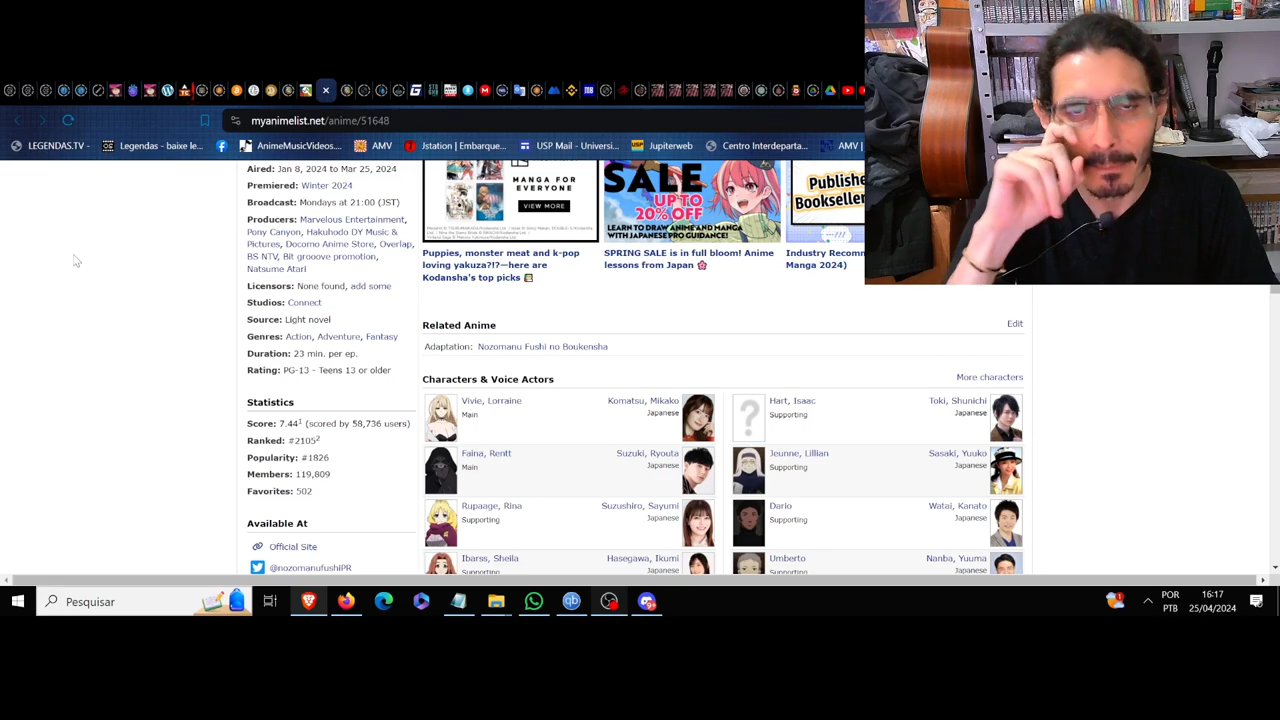 myanimelist.net/anime/51648
LEGENDAS.TV -
Legendas - baixe le...
AnimeMusicVideos....
AMV
Jstation | Embarque...
USP Mail - Universi...
Jupiterweb
Centro Interdeparta...
AMV |
Aired: Jan 8, 2024 to Mar 25, 2024
Premiered: Winter 2024
Broadcast: Mondays at 21:00 (JST)
Producers: Marvelous Entertainment,
Pony Canyon, Hakuhodo DY Music &
Pictures, Docomo Anime Store, Overlap,
BS NTV, Bit grooove promotion,
Natsume Atari
Licensors: None found, add some
Studios: Connect
Source: Light novel
Genres: Action, Adventure, Fantasy
Duration: 23 min. per ep.
Rating: PG-13 - Teens 13 or older
Statistics
Score: 7.44¹ (scored by 58,736 users)
Ranked: #2105²
Popularity: #1826
Members: 119,809
Favorites: 502
Available At
Official Site
@nozomanufushiPR
MANGA FOR
EVERYONE
VIEW MORE
Puppies, monster meat and k-pop
loving yakuza?!?—here are
Kodansha's top picks
SALE
UP TO
20% OFF
LEARN TO DRAW ANIME AND MANGA
WITH JAPANESE PRO GUIDANCE!
SPRING SALE is in full bloom! Anime
lessons from Japan
Publishe
Booksell
Industry Recomm
Manga 2024)
Related Anime
Edit
Adaptation: Nozomanu Fushi no Boukensha
Characters & Voice Actors
More characters
Vivie, Lorraine
Main
Komatsu, Mikako
Japanese
Hart, Isaac
Supporting
Toki, Shunichi
Japanese
Faina, Rentt
Main
Suzuki, Ryouta
Japanese
Jeunne, Lillian
Supporting
Sasaki, Yuuko
Japanese
Rupaage, Rina
Supporting
Suzushiro, Sayumi
Japanese
Dario
Supporting
Watai, Kanato
Japanese
Ibarss, Sheila
Supporting
Hasegawa, Ikumi
Japanese
Umberto
Supporting
Nanba, Yuuma
Japanese
Pesquisar
POR
PTB
16:17
25/04/2024